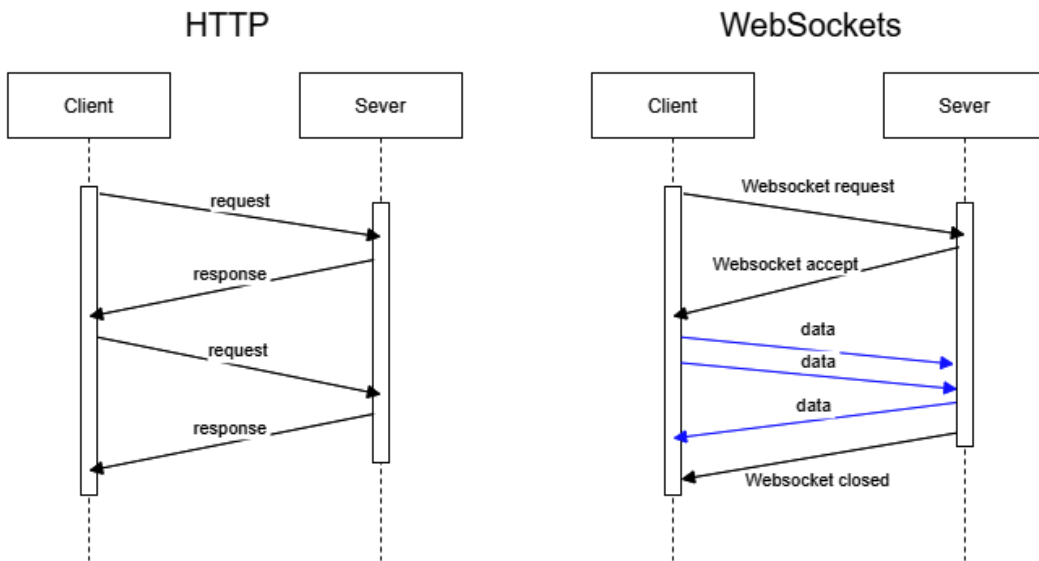 HTTP
Client
Sever
request
response
request
response
WebSockets
Client
Sever
Websocket request
Websocket accept
data
data
data
Websocket closed